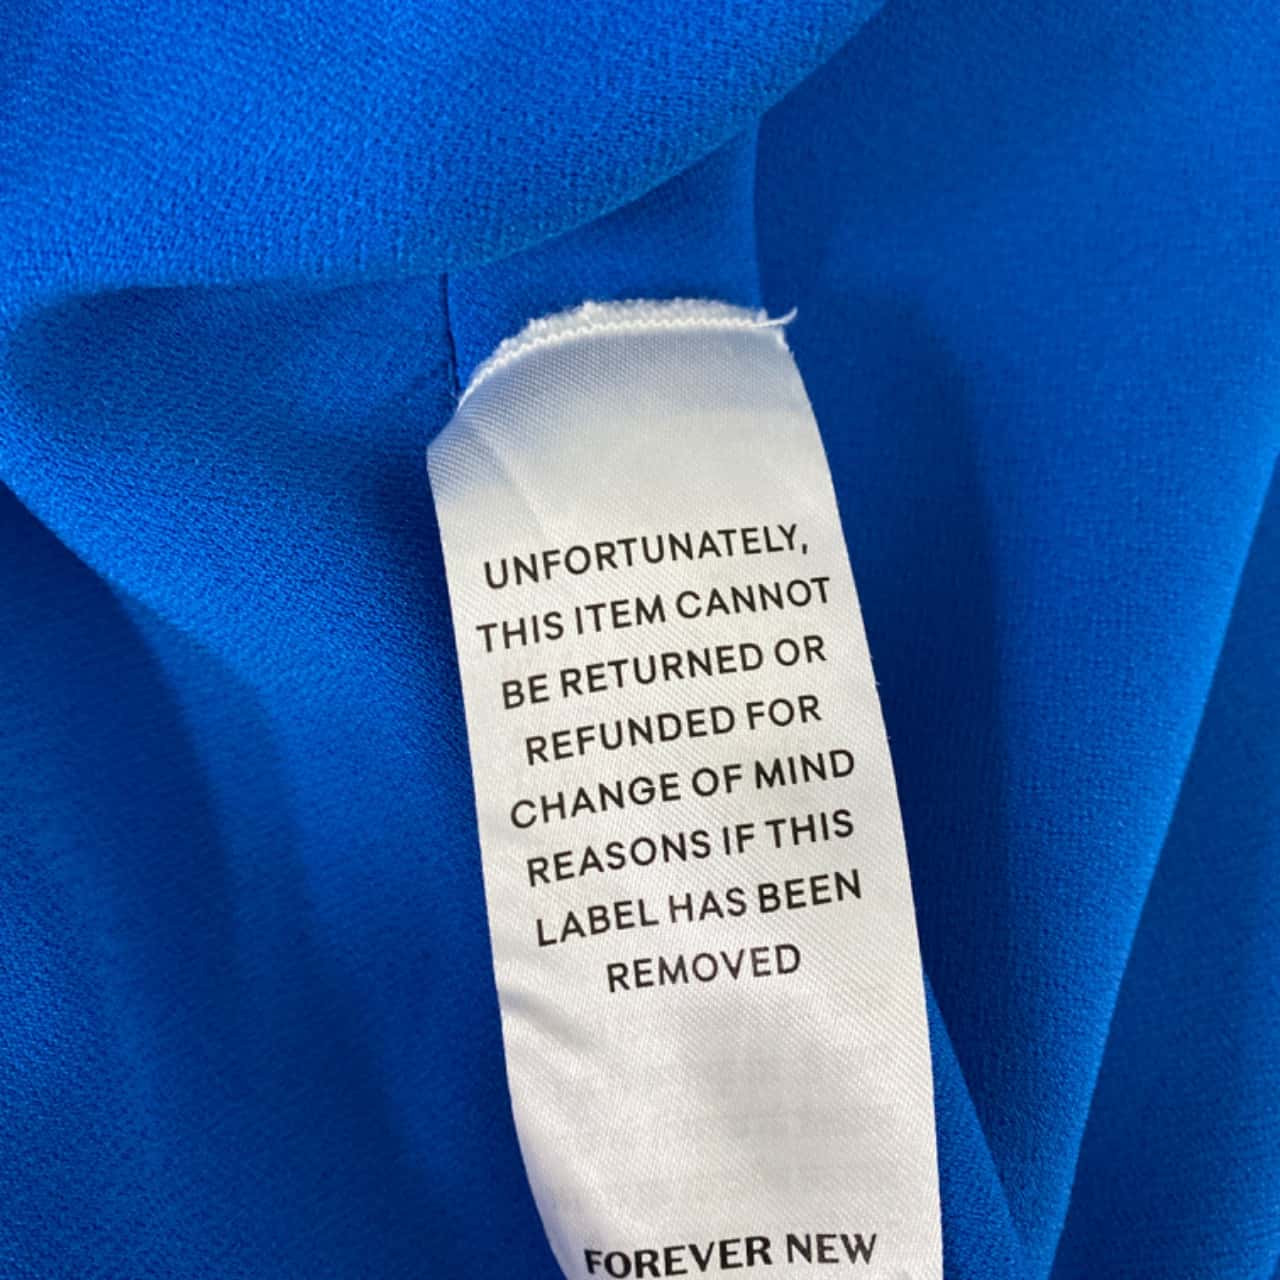 UNFORTUNATELY,
THIS ITEM CANNOT
BE RETURNED OR
REFUNDED FOR
CHANGE OF MIND
REASONS IF THIS
LABEL HAS BEEN
REMOVED
FOREVER NEW